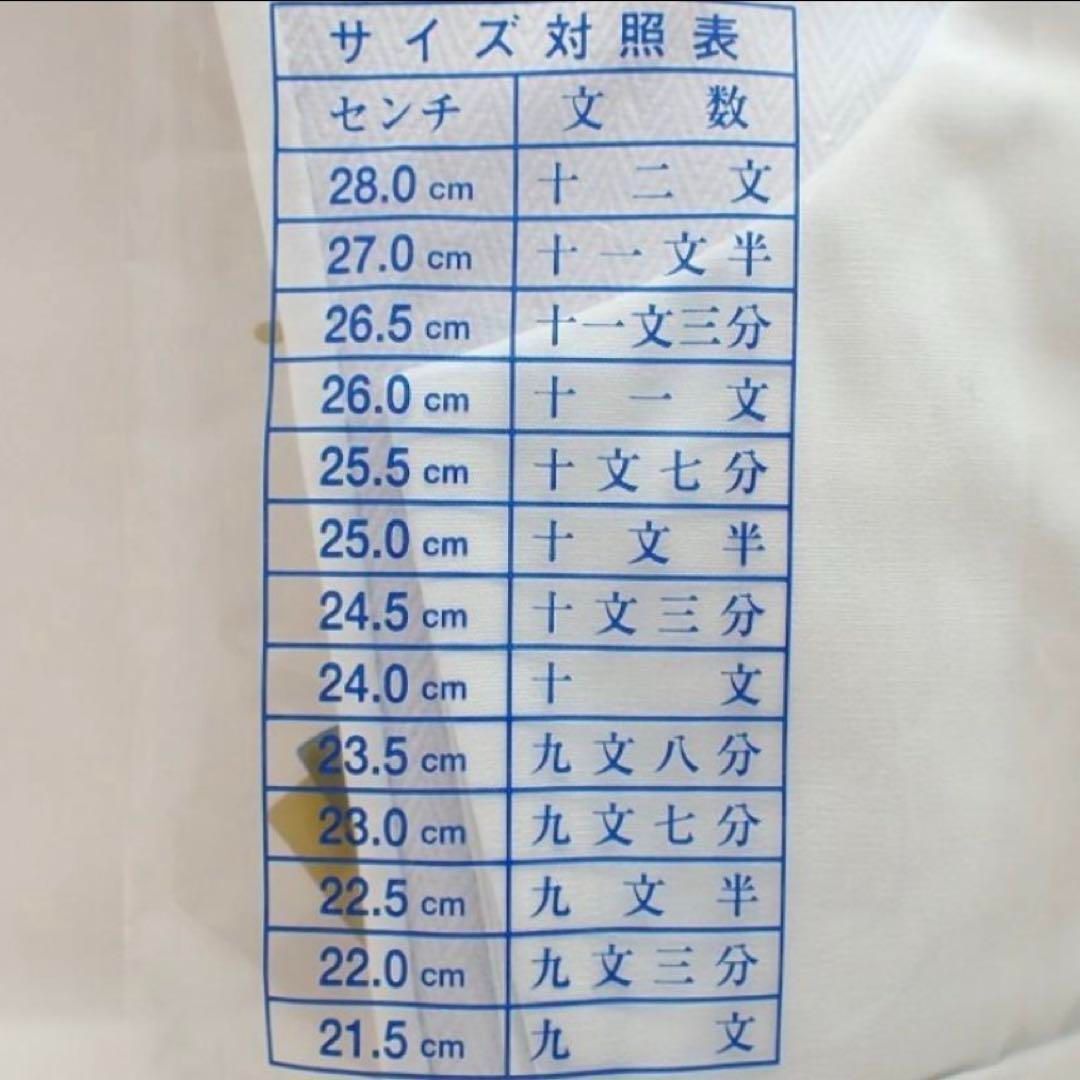 サイズ対照表
センチ 文数
28.0 cm 十二文
27.0 cm 十一文半
26.5 cm 十一文三分
26.0 cm 十一文
25.5 cm 十文七分
25.0 cm 十文半
24.5 cm 十文三分
24.0 cm 十文
23.5 cm 九文八分
23.0 cm 九文七分
22.5 cm 九文半
22.0 cm 九文三分
21.5 cm 九文